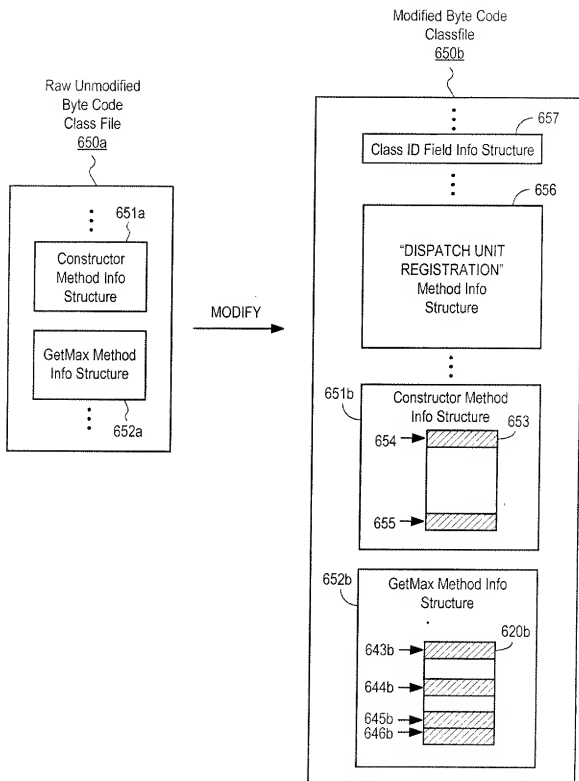 Raw Unmodified
Byte Code
Class File
650a
651a
Constructor
Method Info
Structure
GetMax Method
Info Structure
652a
MODIFY
Modified Byte Code
Classfile
650b
657
Class ID Field Info Structure
656
"DISPATCH UNIT
REGISTRATION"
Method Info
Structure
651b
Constructor Method
Info Structure
653
654
655
652b
GetMax Method Info
Structure
620b
643b
644b
645b
646b